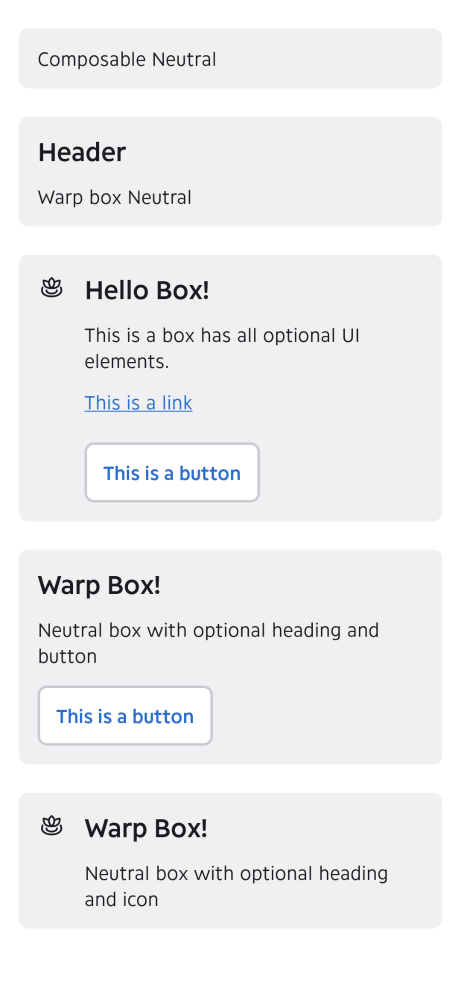 Composable Neutral
Header
Warp box Neutral
Hello Box!
This is a box has all optional UI
elements.
This is a link
This is a button
Warp Box!
Neutral box with optional heading and
button
This is a button
Warp Box!
Neutral box with optional heading
and icon